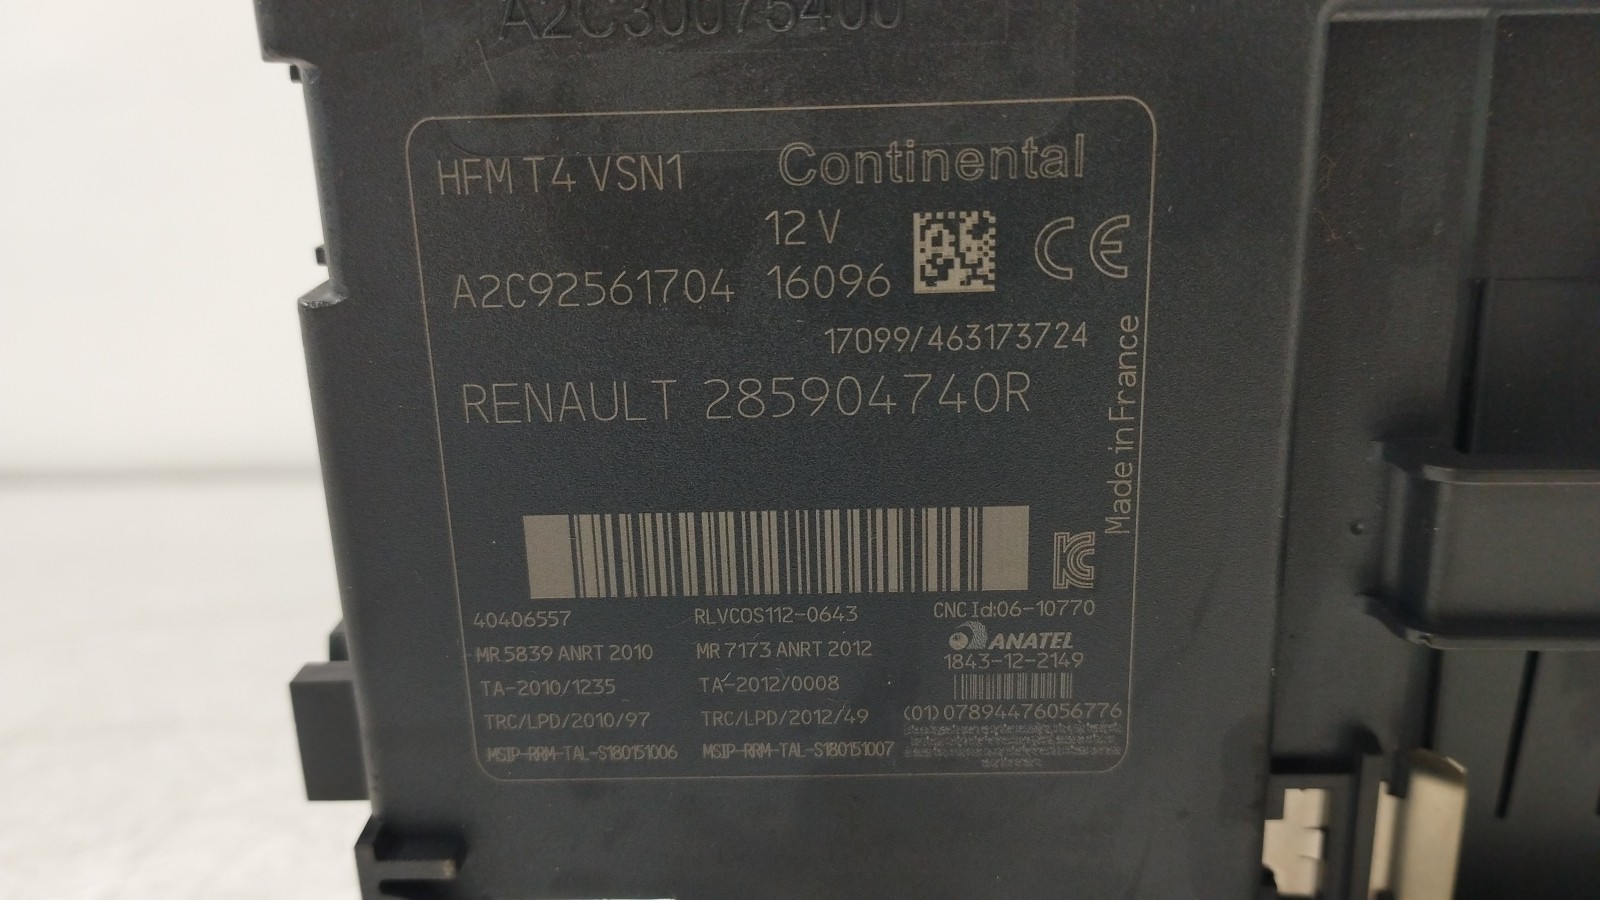 A2C30075400
HFM T4 VSN1 Continental
12 V
CE
A2C92561704 16096
17099/463173724
RENAULT 285904740R
Made in France
40406557 RLVCOS112-0643 CNC Id:06-10770
MR 5839 ANRT 2010 MR 7173 ANRT 2012 ANATEL
1843-12-2149
TA-2010/1235 TA-2012/0008
TRC/LPD/2010/97 TRC/LPD/2012/49 (01)07894476056776
MSIP-RRM-TAL-S180151006 MSIP-RRM-TAL-S180151007